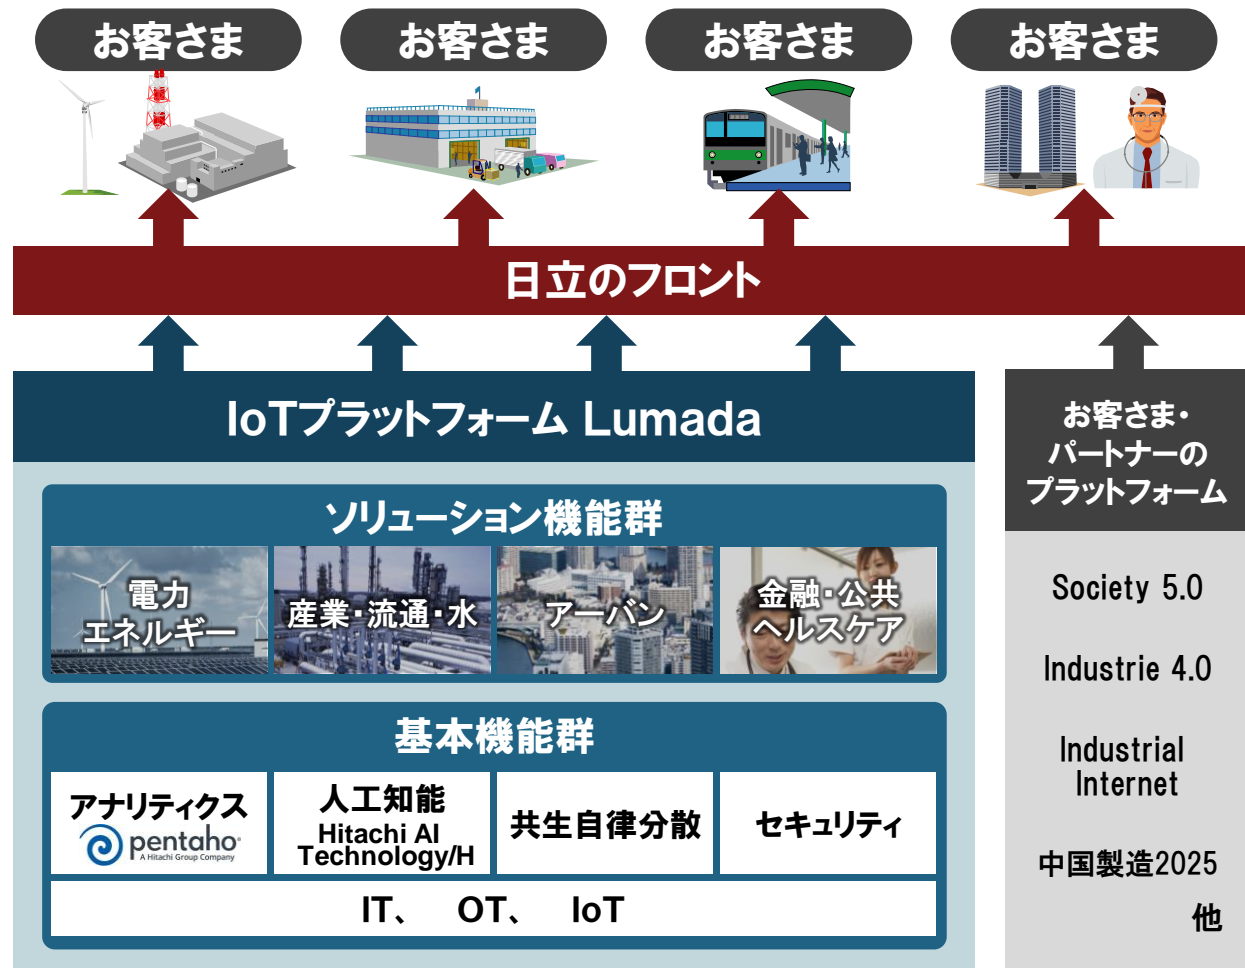 お客さま
お客さま
お客さま
お客さま
日立のフロント
IoTプラットフォーム Lumada
お客さま・
パートナーの
プラットフォーム
ソリューション機能群
電力
エネルギー
産業・流通・水
アーバン
金融・公共
ヘルスケア
基本機能群
アナリティクス
pentaho
A Hitachi Group Company
人工知能
Hitachi AI
Technology/H
共生自律分散
セキュリティ
IT、 OT、 IoT
Society 5.0
Industrie 4.0
Industrial
Internet
中国製造2025
他